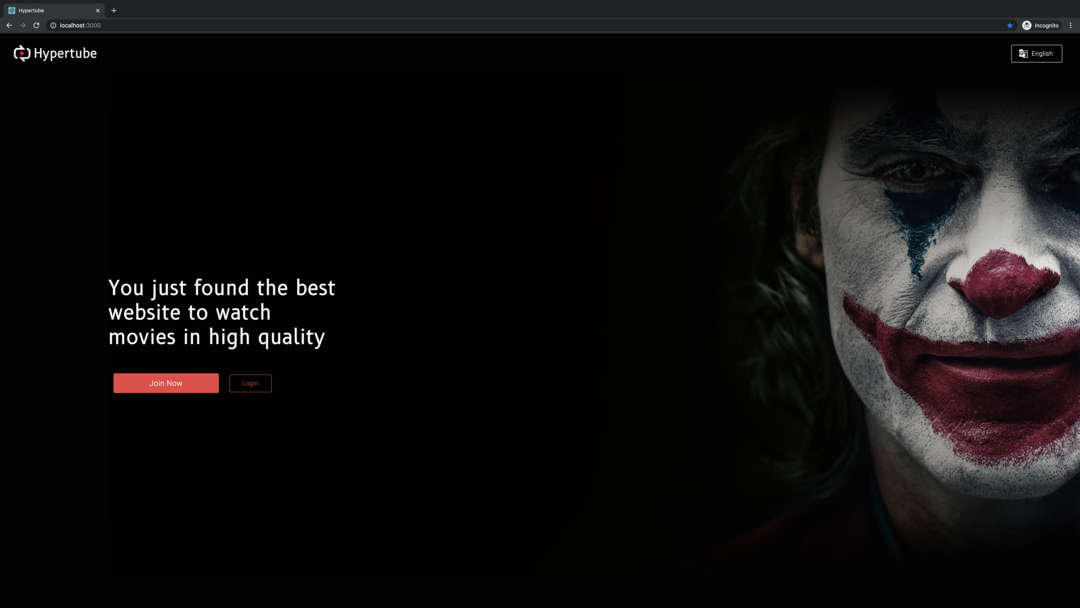 Hypertube
localhost:3000
Incognito
Hypertube
English
You just found the best
website to watch
movies in high quality
Join Now
Login